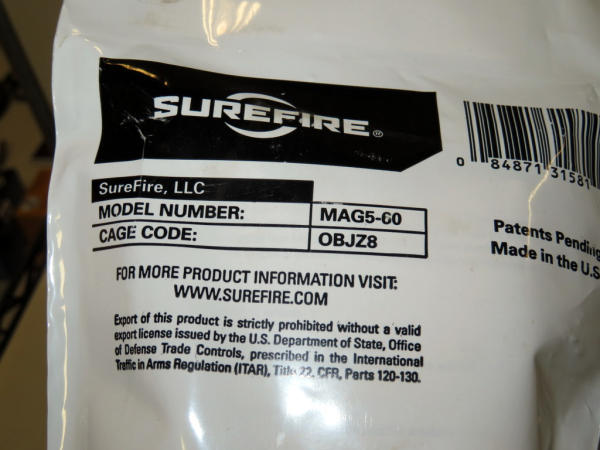 SUREFIRE®
0 84871 31581
SureFire, LLC
MODEL NUMBER: MAG5-60
CAGE CODE: OBJZ8
Patents Pending
Made in the U.S
FOR MORE PRODUCT INFORMATION VISIT:
WWW.SUREFIRE.COM
Export of this product is strictly prohibited without a valid
export license issued by the U.S. Department of State, Office
of Defense Trade Controls, prescribed in the International
Traffic in Arms Regulation (ITAR), Title 22, CFR, Parts 120-130.